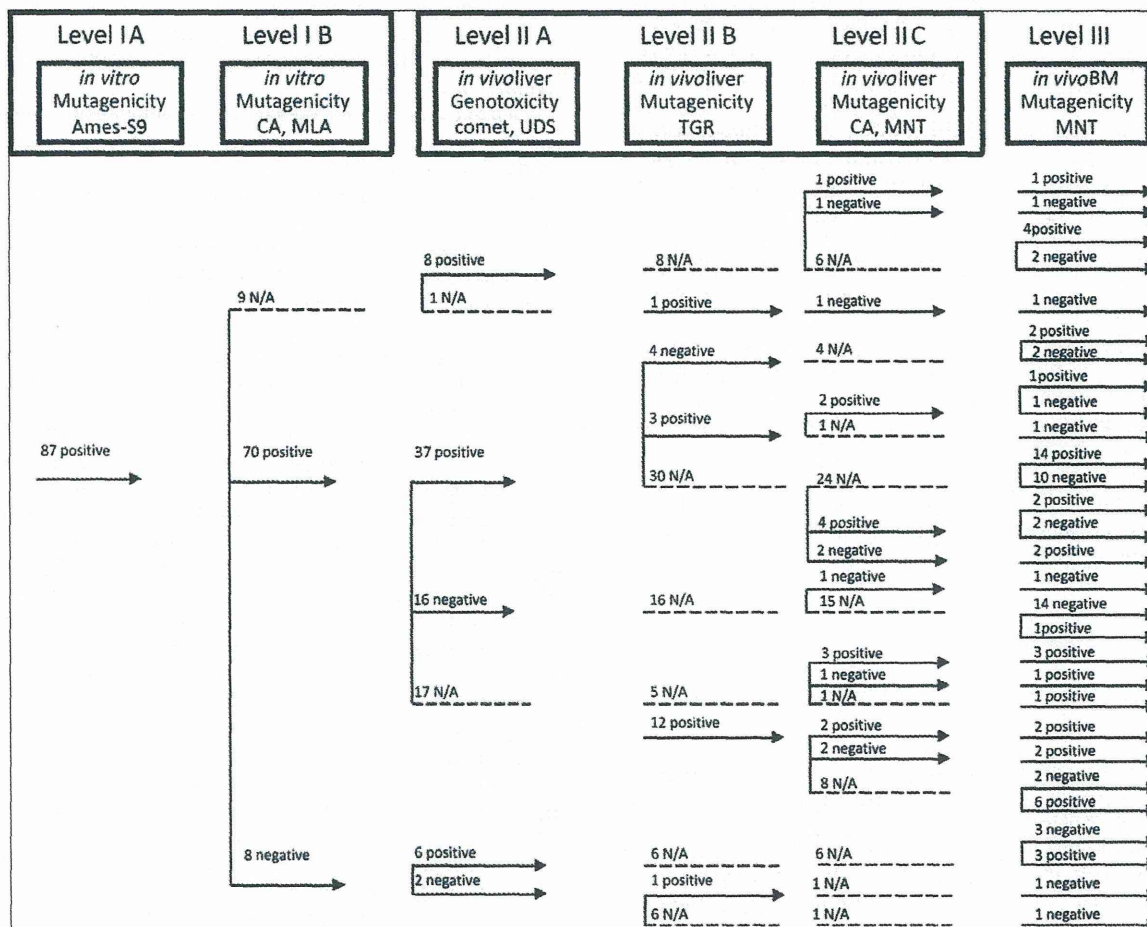 Level IA
Level I B
Level II A
Level II B
Level II C
Level III
in vitro
Mutagenicity
Ames-S9
in vitro
Mutagenicity
CA, MLA
in vivoliver
Genotoxicity
comet, UDS
in vivoliver
Mutagenicity
TGR
in vivoliver
Mutagenicity
CA, MNT
in vivoBM
Mutagenicity
MNT
1 positive
1 positive
1 negative
1 negative
4positive
8 positive
8 N/A
6 N/A
2 negative
9 N/A
1 N/A
1 positive
1 negative
1 negative
2 positive
4 negative
4 N/A
2 negative
1positive
2 positive
1 negative
3 positive
1 N/A
1 negative
87 positive
70 positive
37 positive
14 positive
30 N/A
24 N/A
10 negative
2 positive
4 positive
2 negative
2 negative
2 positive
1 negative
1 negative
16 negative
16 N/A
15 N/A
14 negative
1positive
3 positive
3 positive
1 negative
1 positive
17 N/A
5 N/A
1 N/A
1 positive
12 positive
2 positive
2 positive
2 negative
2 positive
8 N/A
2 negative
6 positive
3 negative
8 negative
6 positive
6 N/A
6 N/A
3 positive
2 negative
1 positive
1 N/A
1 negative
6 N/A
1 N/A
1 negative